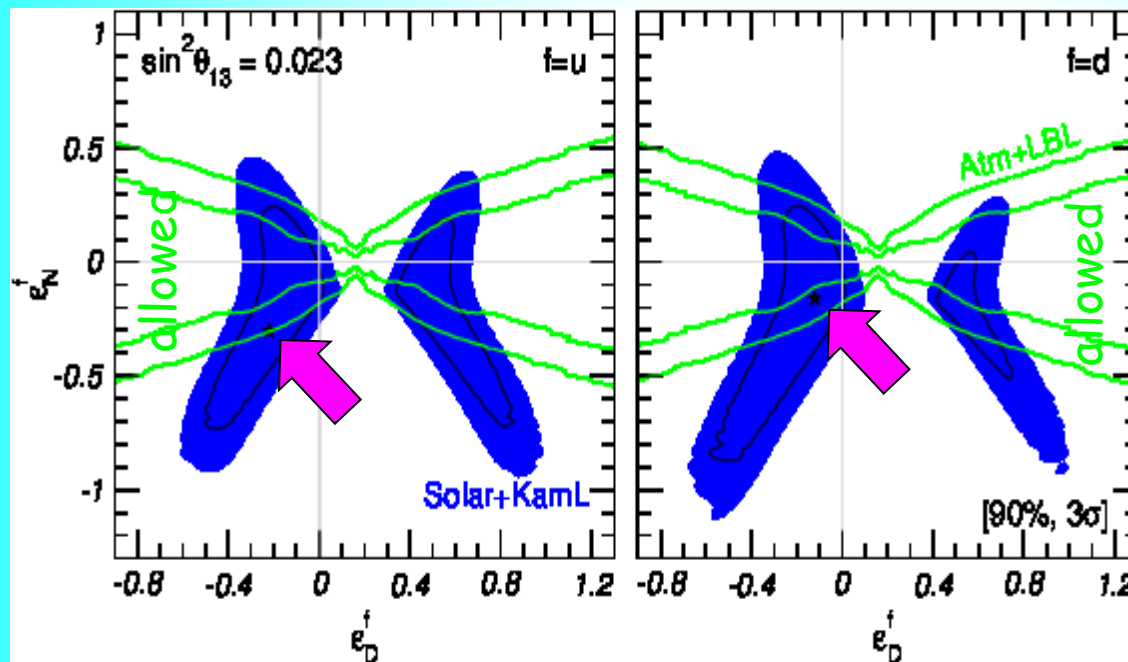 sin²θ₁₃ = 0.023
f=u
f=d
Atm+LBL
allowed
allowed
Solar+KamL
[90%, 3σ]
1
0.5
0
-0.5
-1
ε_N^f
-0.8
-0.4
0
0.4
0.8
1.2
-0.8
-0.4
0
0.4
0.8
1.2
ε_D^f
ε_D^f